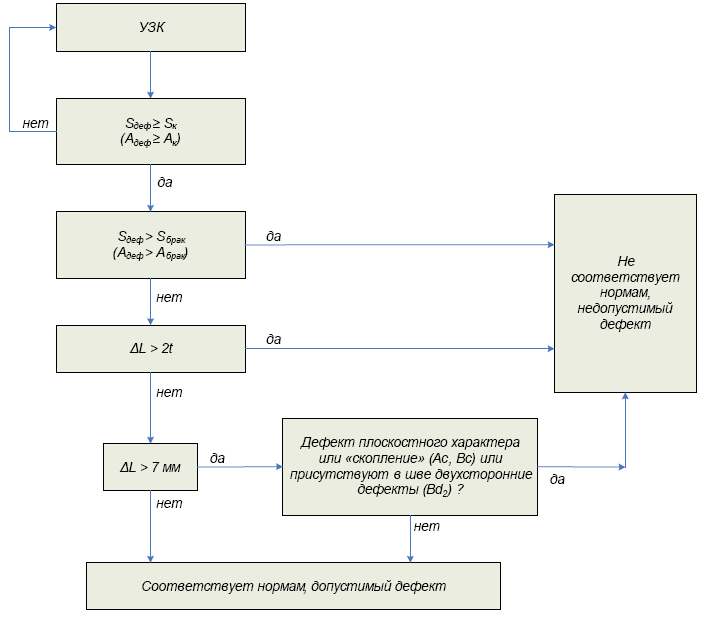 УЗК
нет
Sдеф ≥ Sк
(Aдеф ≥ Aк)
да
Sдеф > Sбрак
(Aдеф > Aбрак)
да
нет
ΔL > 2t
да
нет
Не
соответствует
нормам,
недопустимый
дефект
ΔL > 7 мм
да
нет
Дефект плоскостного характера
или «скопление» (Ac, Bc) или
присутствуют в шве двухсторонние
дефекты (Bd2) ?
да
нет
Соответствует нормам, допустимый дефект